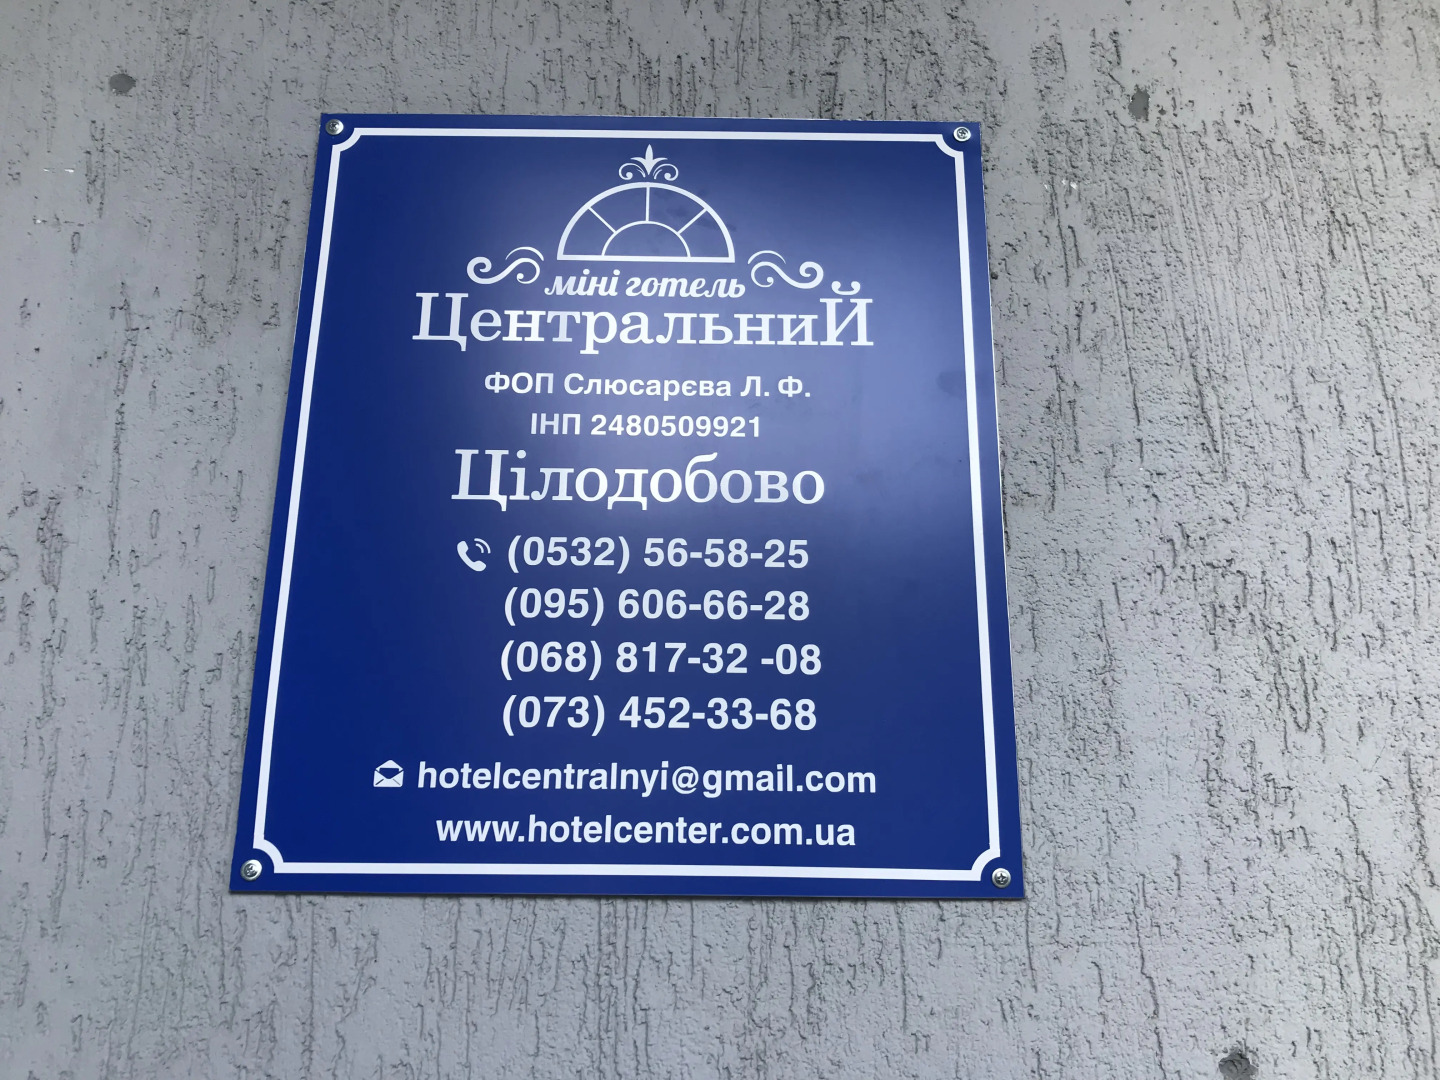 міні готель
ЦентральниЙ
ФОП Слюсарєва Л. Ф.
ІНП 2480509921
Цілодобово
(0532) 56-58-25
(095) 606-66-28
(068) 817-32 -08
(073) 452-33-68
hotelcentralnyi@gmail.com
www.hotelcenter.com.ua